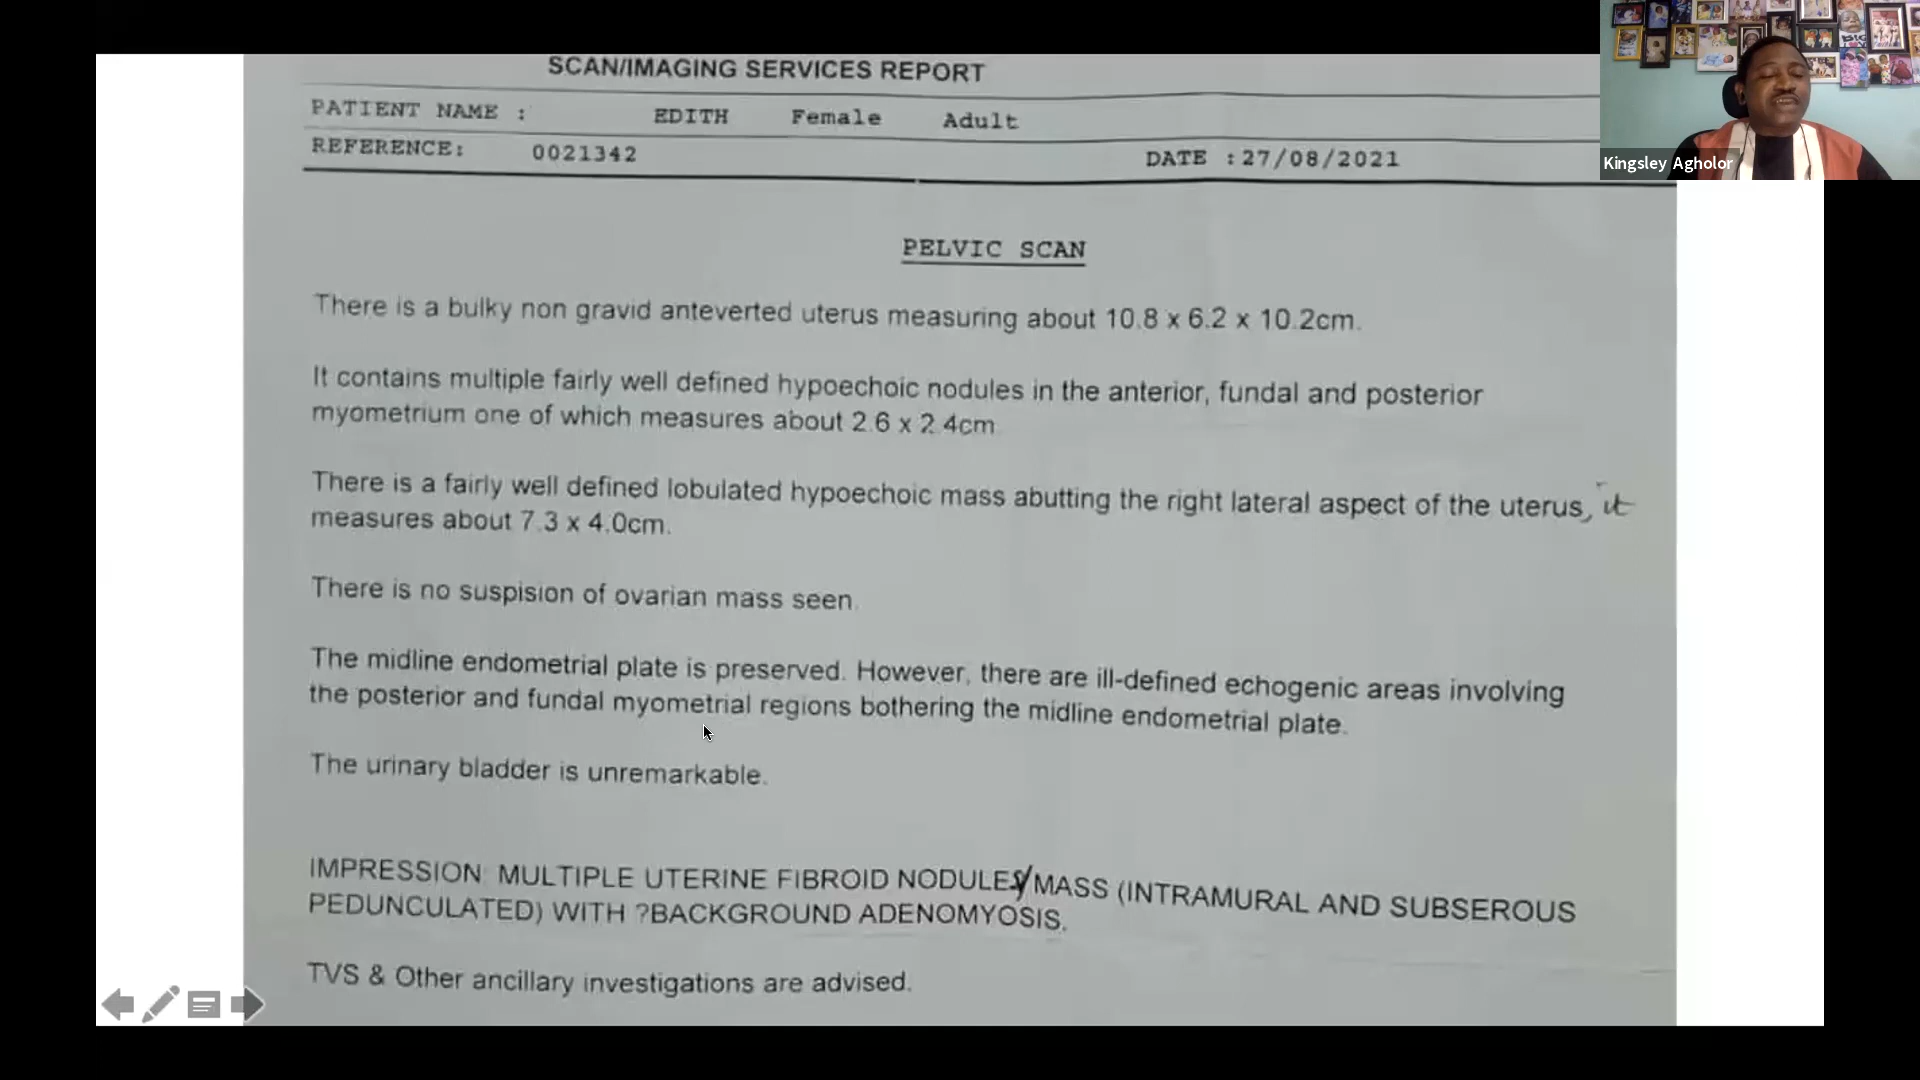 SCAN/IMAGING SERVICES REPORT
PATIENT NAME : EDITH Female Adult
REFERENCE: 0021342 DATE :27/08/2021
Kingsley Agholor
PELVIC SCAN
There is a bulky non gravid anteverted uterus measuring about 10.8 x 6.2 x 10.2cm.
It contains multiple fairly well defined hypoechoic nodules in the anterior, fundal and posterior
myometrium one of which measures about 2.6 x 2.4cm
There is a fairly well defined lobulated hypoechoic mass abutting the right lateral aspect of the uterus, it
measures about 7.3 x 4.0cm.
There is no suspision of ovarian mass seen.
The midline endometrial plate is preserved. However, there are ill-defined echogenic areas involving
the posterior and fundal myometrial regions bothering the midline endometrial plate.
The urinary bladder is unremarkable.
IMPRESSION: MULTIPLE UTERINE FIBROID NODULES/MASS (INTRAMURAL AND SUBSEROUS
PEDUNCULATED) WITH ?BACKGROUND ADENOMYOSIS.
TVS & Other ancillary investigations are advised.